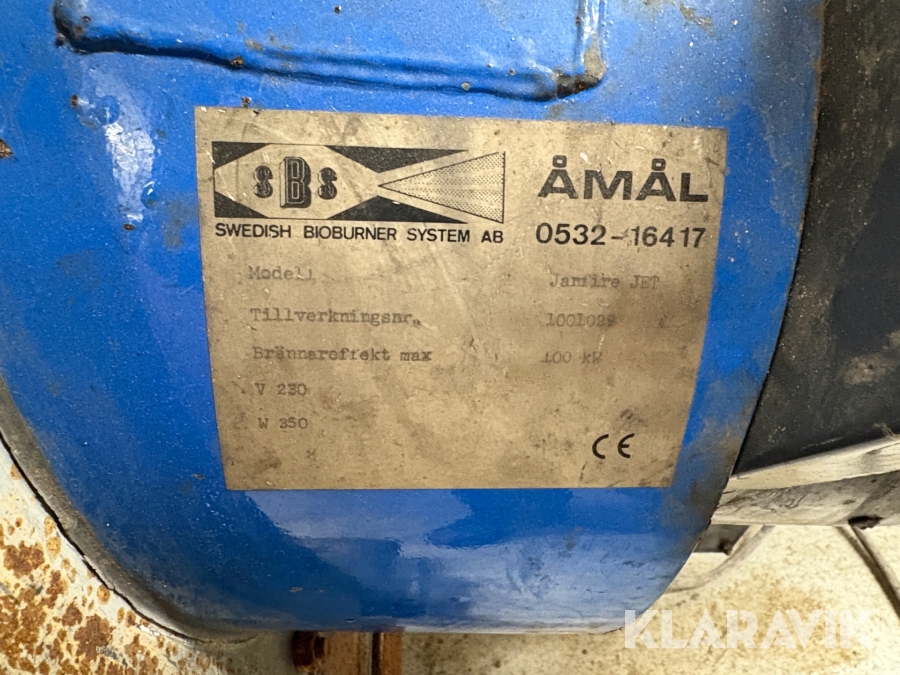 SBS
SWEDISH BIOBURNER SYSTEM AB
ÅMÅL
0532-16417
Modell Janfire JET
Tillverkningsnr. 1001029
Brännareffekt max 100 kW
V 230
W 350
CE
KLARAVIK